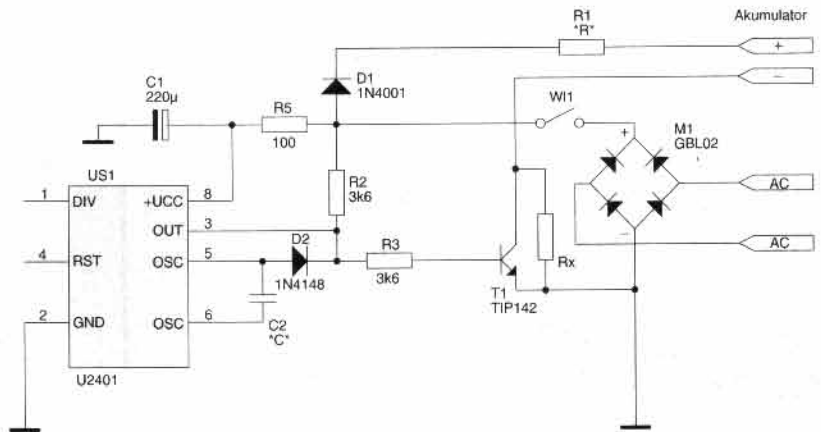 R1
"R"
Akumulator
+
−
C1
220µ
D1
1N4001
R5
100
WI1
+
M1
GBL02
US1
1
DIV
+UCC
8
R2
3k6
AC
OUT
3
D2
R3
4
RST
OSC
5
1N4148
3k6
Rx
AC
−
2
GND
OSC
6
C2
"C"
T1
TIP142
U2401